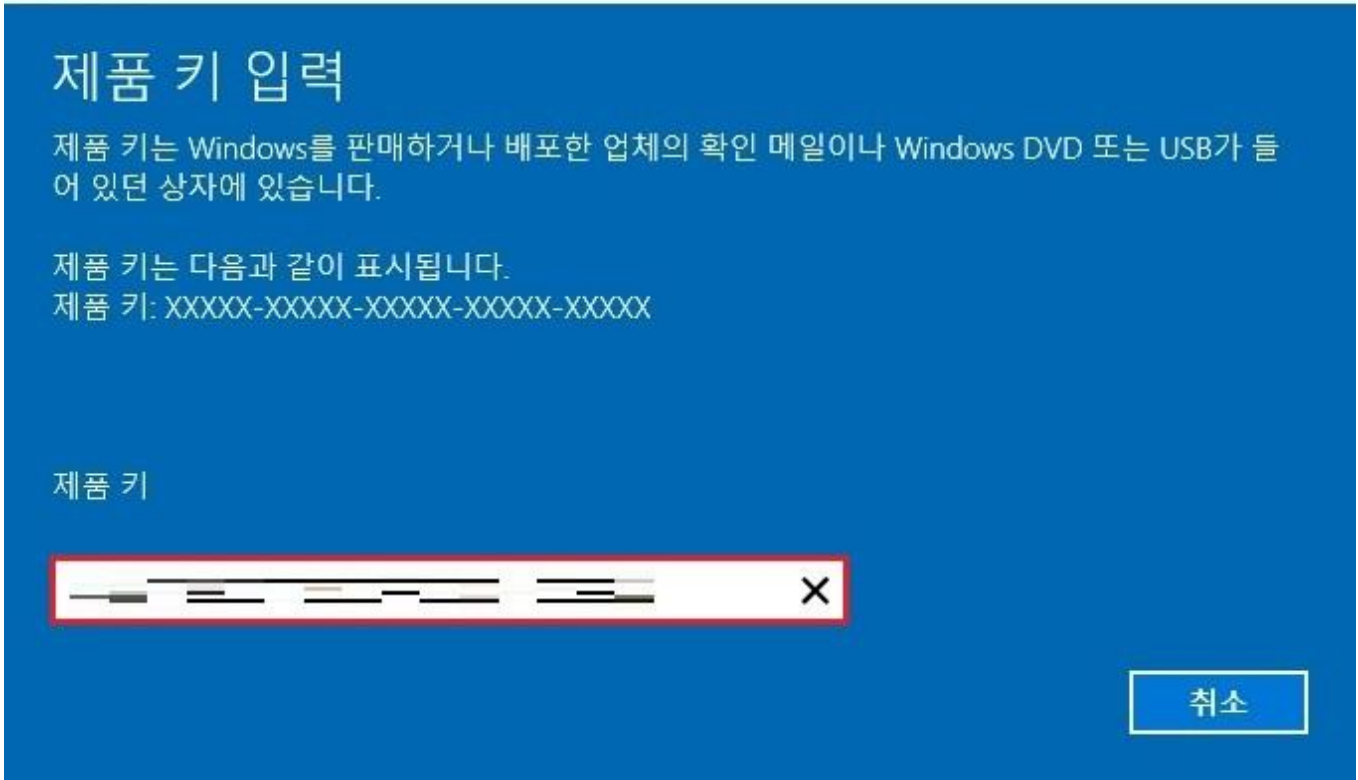 제품 키 입력
제품 키는 Windows를 판매하거나 배포한 업체의 확인 메일이나 Windows DVD 또는 USB가 들
어 있던 상자에 있습니다.
제품 키는 다음과 같이 표시됩니다.
제품 키: XXXXX-XXXXX-XXXXX-XXXXX-XXXXX
제품 키
취소